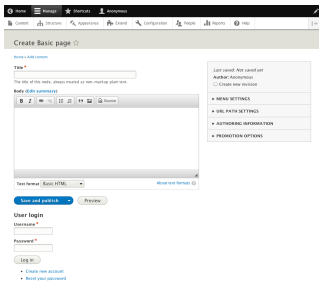 Home Manage Shortcuts Anonymous
Content Structure Appearance Extend Configuration People Reports Help
Create Basic page
Home » Add content
Title *
The title of this node, always treated as non-markup plain text.
Body (Edit summary)
B I Source
Text format Basic HTML
About text formats
Save and publish Preview
Last saved: Not saved yet
Author: Anonymous
Create new revision
MENU SETTINGS
URL PATH SETTINGS
AUTHORING INFORMATION
PROMOTION OPTIONS
User login
Username *
Password *
Log in
Create new account
Reset your password